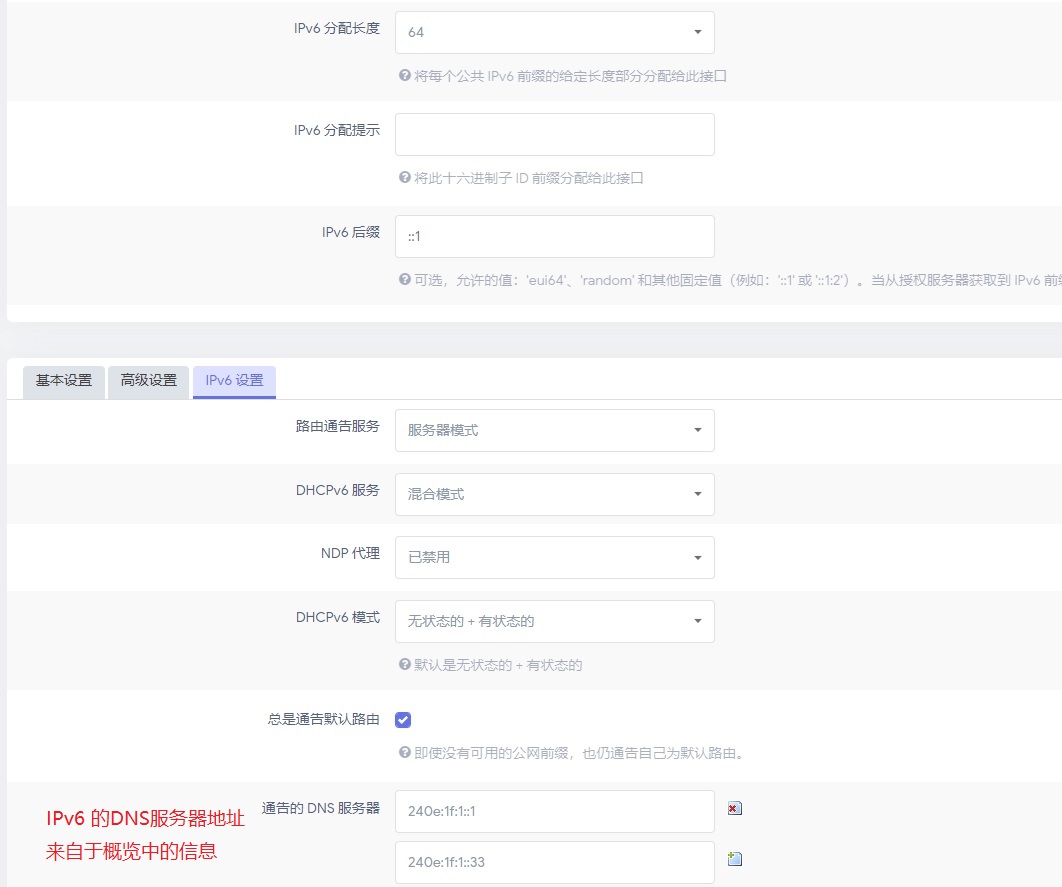 IPv6 分配长度
64
将每个公共 IPv6 前缀的给定长度部分分配给此接口
IPv6 分配提示
将此十六进制子 ID 前缀分配给此接口
IPv6 后缀
::1
可选，允许的值：'eui64'、'random' 和其他固定值（例如：'::1' 或 '::1:2'）。当从授权服务器获取到 IPv6 前
基本设置
高级设置
IPv6 设置
路由通告服务
服务器模式
DHCPv6 服务
混合模式
NDP 代理
已禁用
DHCPv6 模式
无状态的 + 有状态的
默认是无状态的 + 有状态的
总是通告默认路由
即使没有可用的公网前缀，也仍通告自己为默认路由。
通告的 DNS 服务器
240e:1f:1::1
240e:1f:1::33
IPv6 的DNS服务器地址
来自于概览中的信息